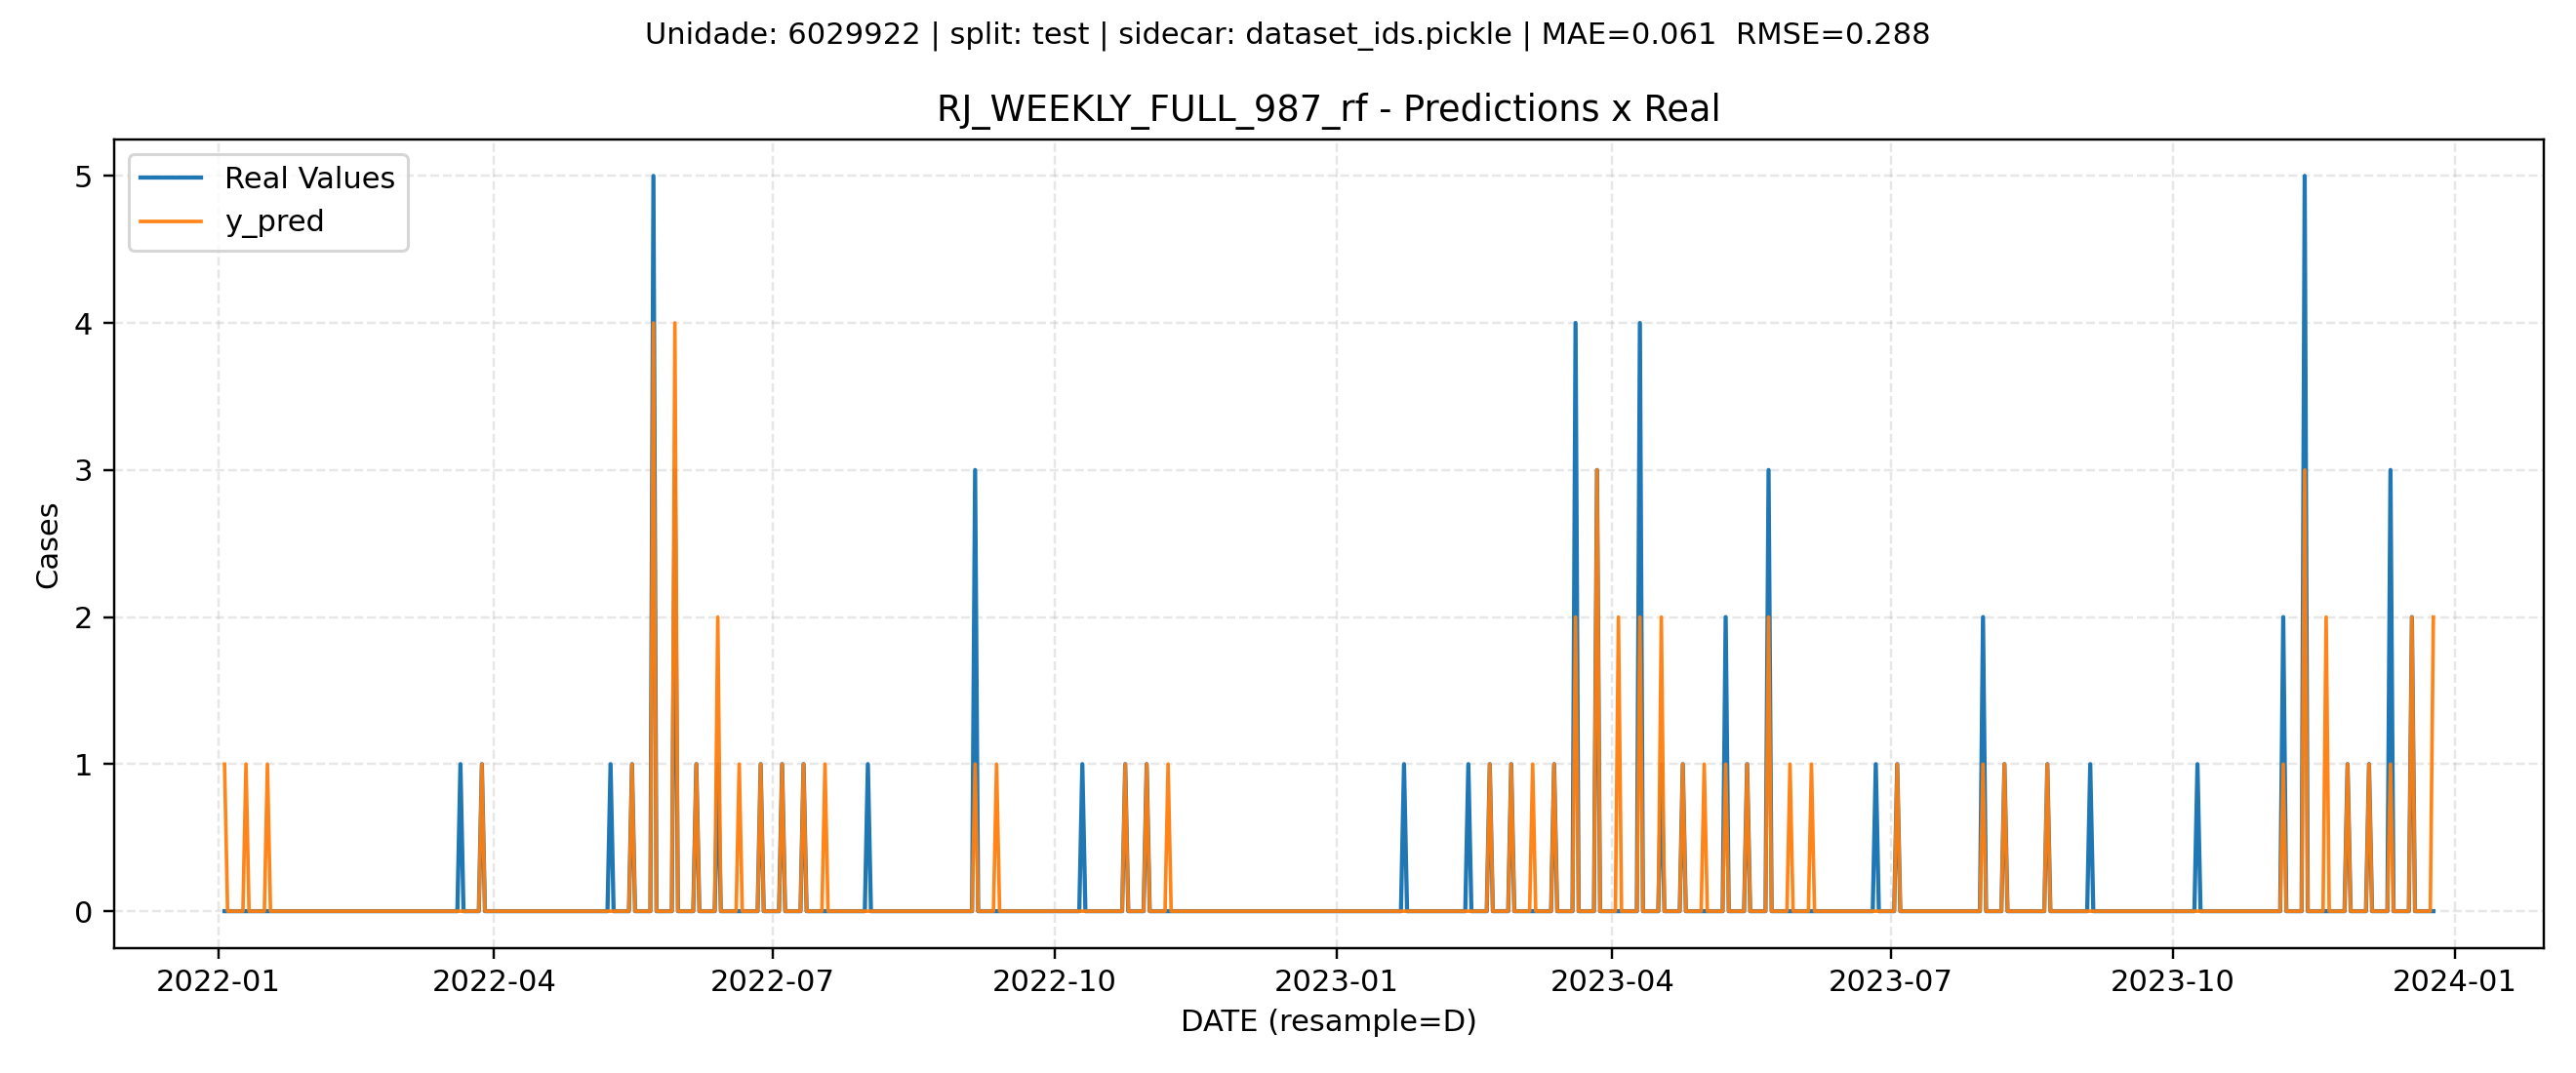 Unidade: 6029922 | split: test | sidecar: dataset_ids.pickle | MAE=0.061  RMSE=0.288
RJ_WEEKLY_FULL_987_rf - Predictions x Real
Real Values
y_pred
5
4
3
2
1
0
Cases
2022-01 2022-04 2022-07 2022-10 2023-01 2023-04 2023-07 2023-10 2024-01
DATE (resample=D)